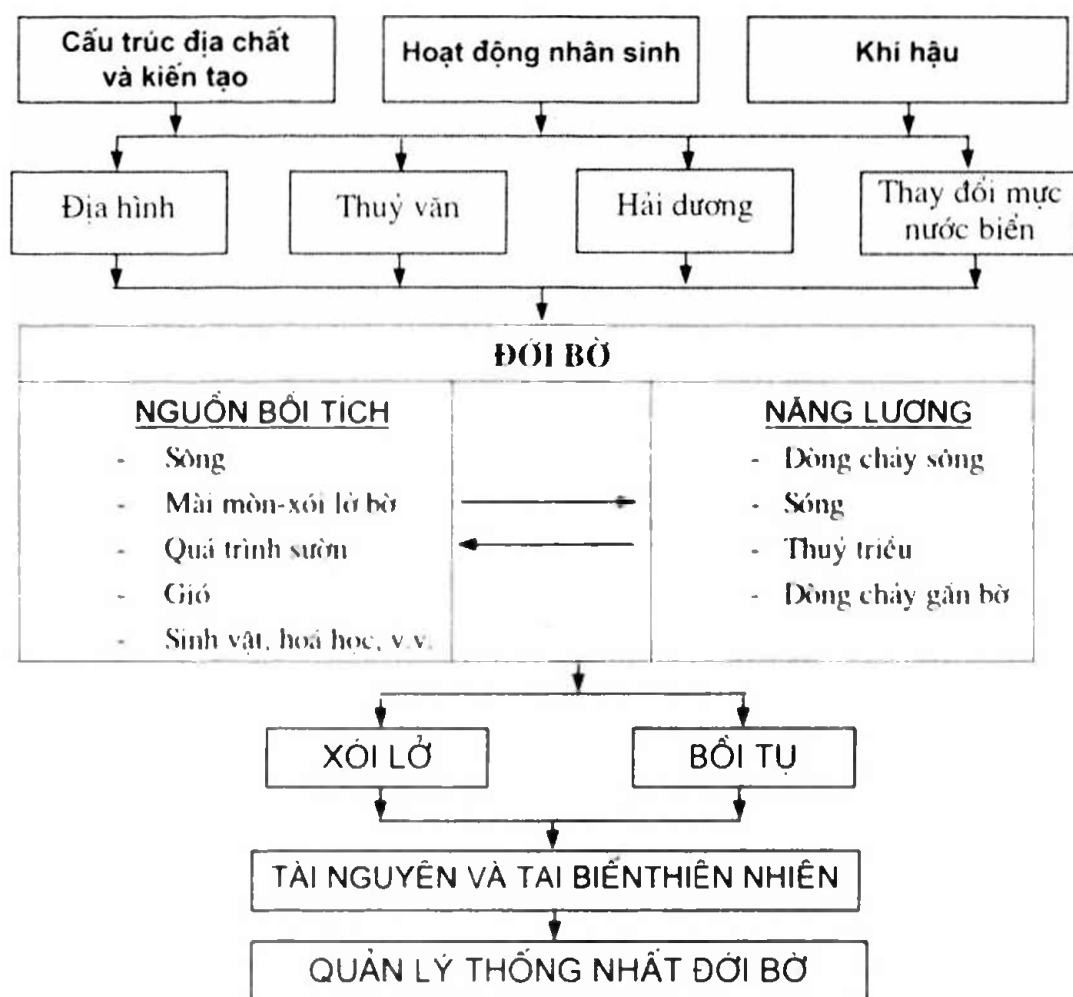 Cấu trúc địa chất
và kiến tạo
Hoạt động nhân sinh
Khí hậu
Địa hình
Thuỷ văn
Hải dương
Thay đổi mực
nước biển
ĐỚI BỜ
NGUỒN BỒI TÍCH
- Sông
- Mài mòn-xói lở bờ
- Quá trình sườn
- Gió
- Sinh vật, hoá học, v.v.
NĂNG LƯƠNG
- Dòng chảy sông
- Sóng
- Thuỷ triều
- Dòng chảy gần bờ
XÓI LỞ
BỒI TỤ
TÀI NGUYÊN VÀ TAI BIẾNTHIÊN NHIÊN
QUẢN LÝ THỐNG NHẤT ĐỚI BỜ